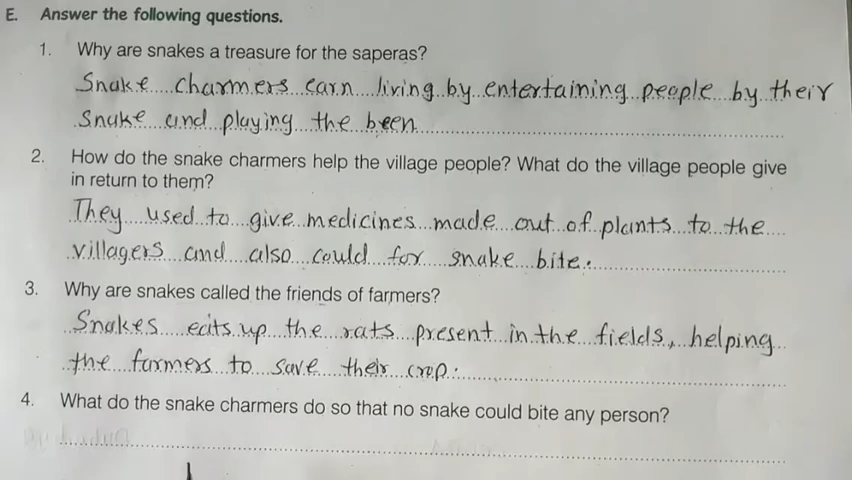 E. Answer the following questions.
1. Why are snakes a treasure for the saperas?
Snake charmers earn living by entertaining people by their
Snake and playing the been
2. How do the snake charmers help the village people? What do the village people give
in return to them?
They used to give medicines made out of plants to the
villagers and also could for snake bite.
3. Why are snakes called the friends of farmers?
Snakes eats up the rats present in the fields, helping
the farmers to save their crop.
4. What do the snake charmers do so that no snake could bite any person?